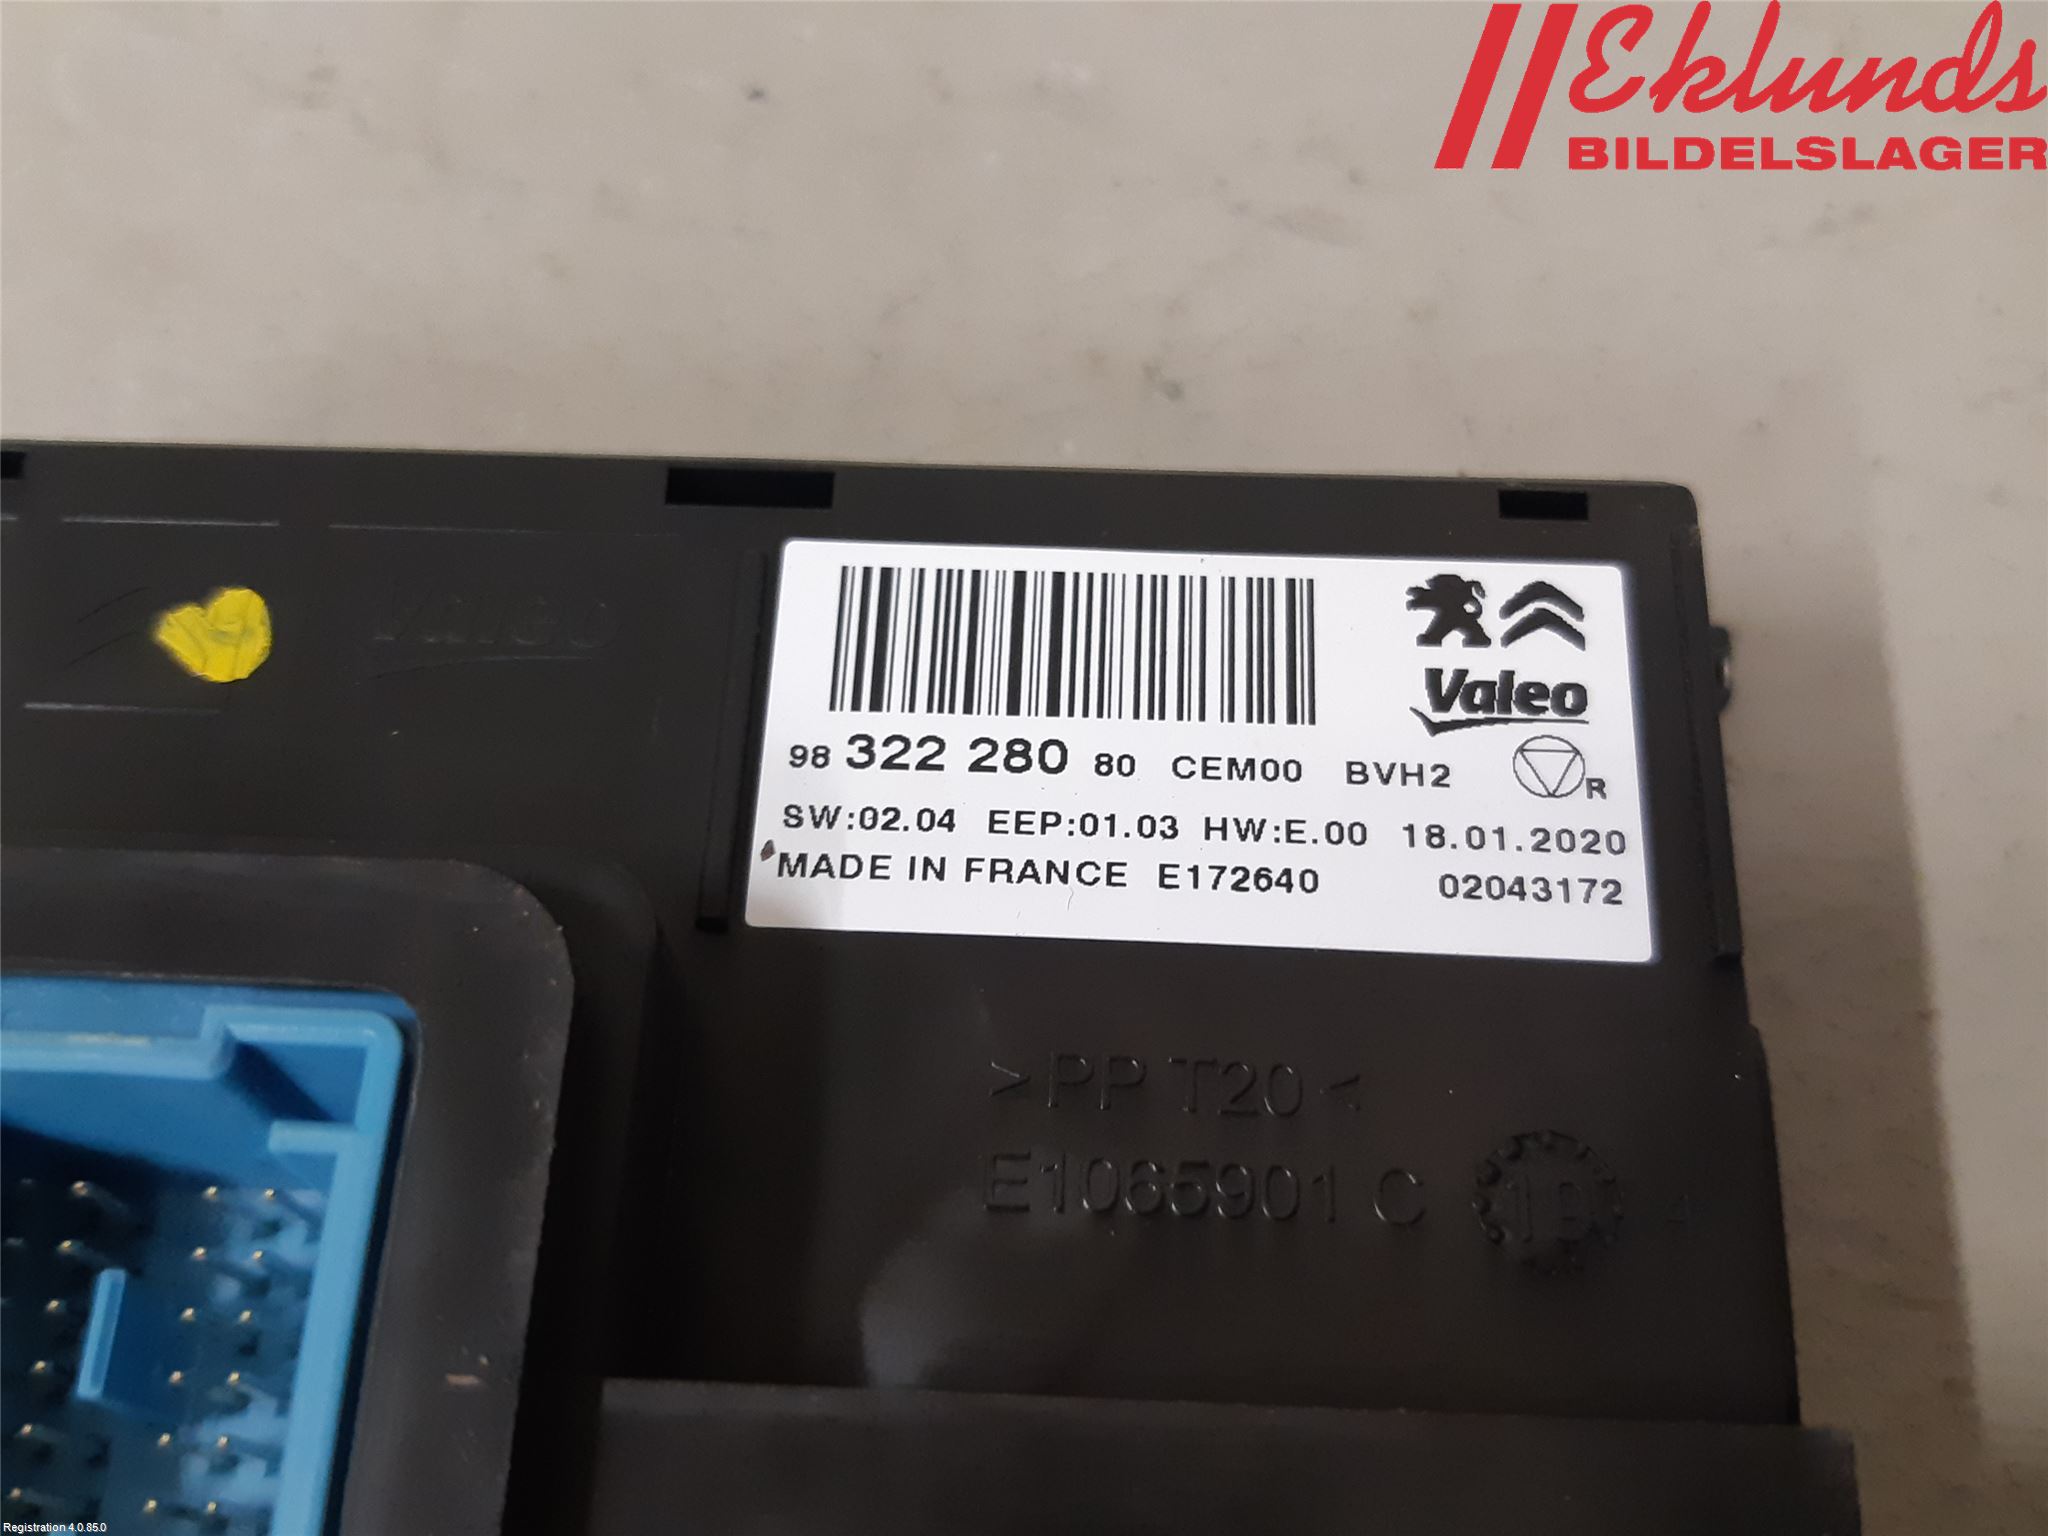 Eklunds
BILDELSLAGER
Valeo
Valeo
98 322 280 80 CEM00 BVH2
R
SW:02.04 EEP:01.03 HW:E.00 18.01.2020
MADE IN FRANCE E172640 02043172
>PP T20<
E1065901 C
Registration 4.0.85.0